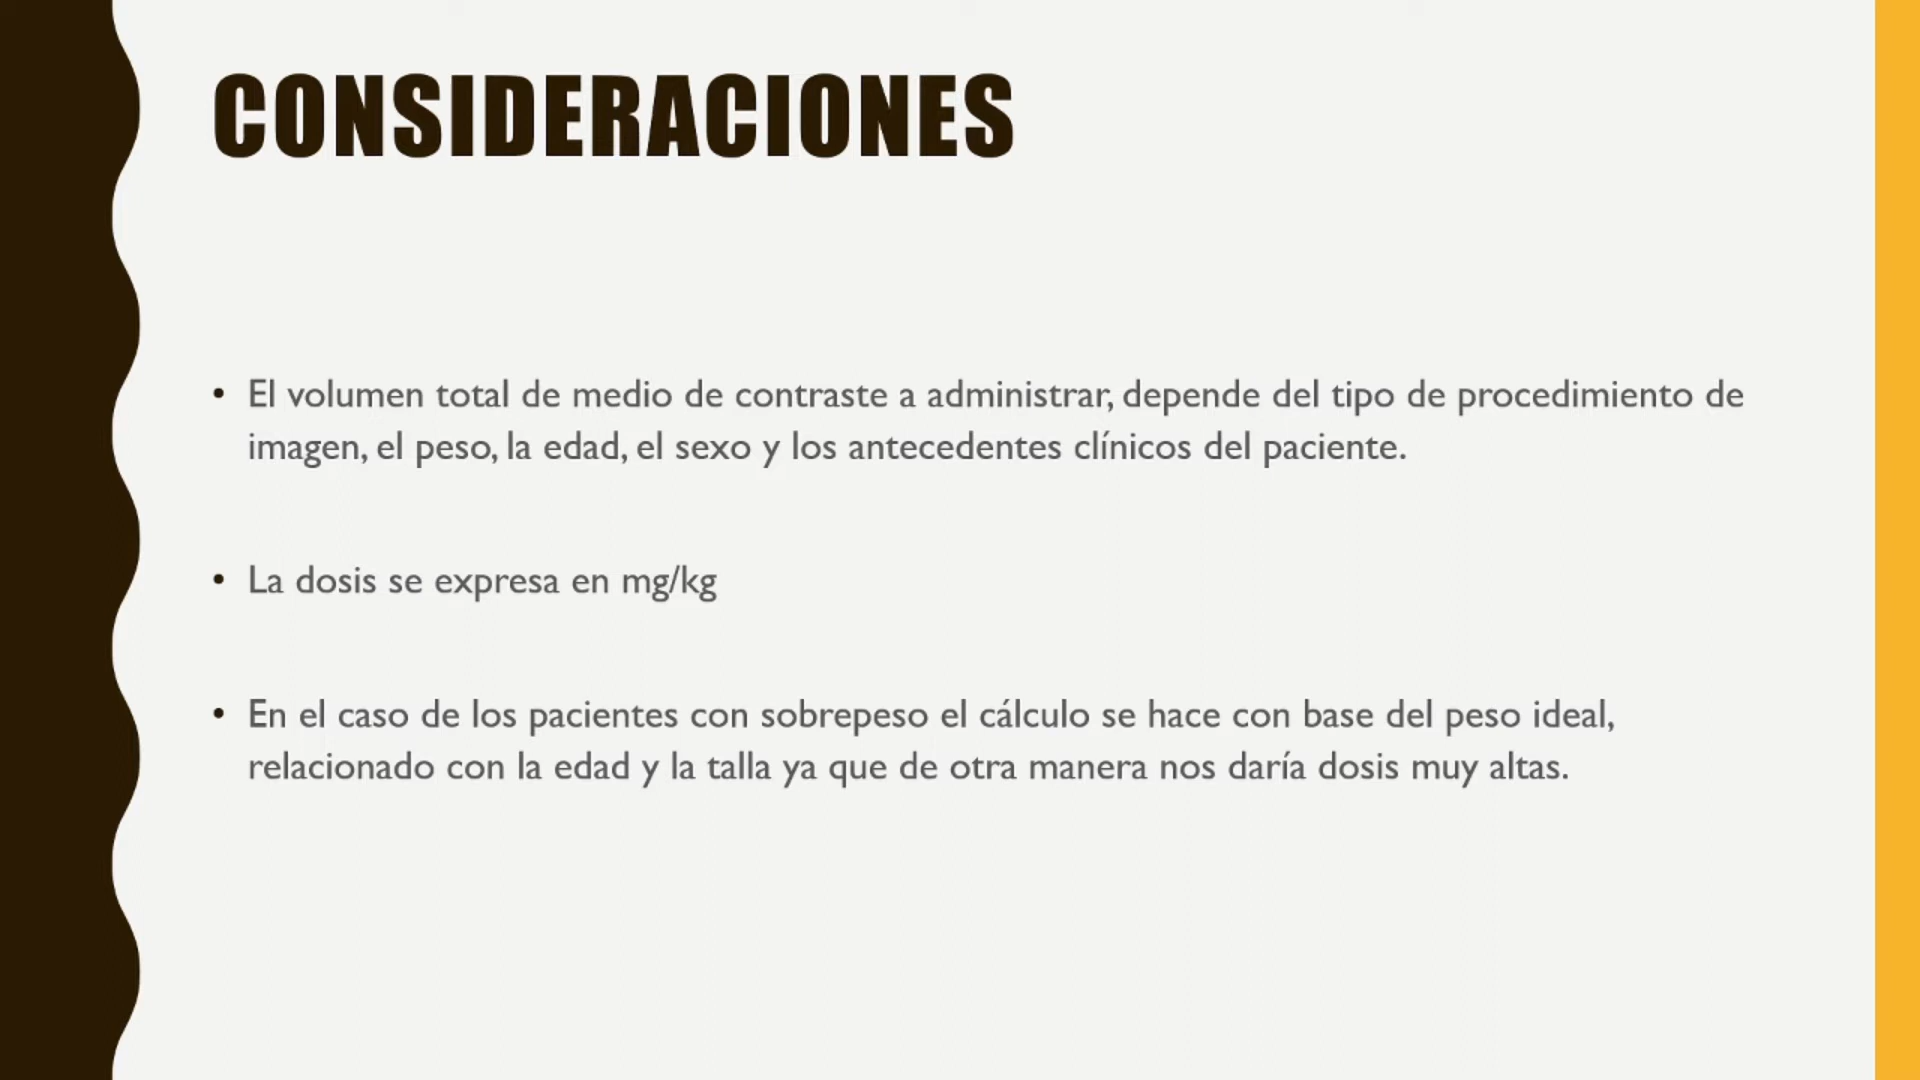 CONSIDERACIONES
• El volumen total de medio de contraste a administrar, depende del tipo de procedimiento de
imagen, el peso, la edad, el sexo y los antecedentes clínicos del paciente.
• La dosis se expresa en mg/kg
• En el caso de los pacientes con sobrepeso el cálculo se hace con base del peso ideal,
relacionado con la edad y la talla ya que de otra manera nos daría dosis muy altas.